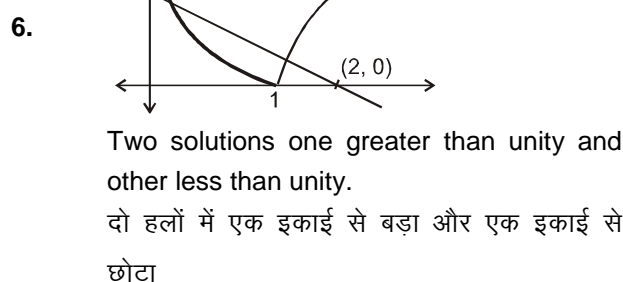 6.
(2, 0)
1
Two solutions one greater than unity and
other less than unity.
दो हलों में एक इकाई से बड़ा और एक इकाई से
छोटा